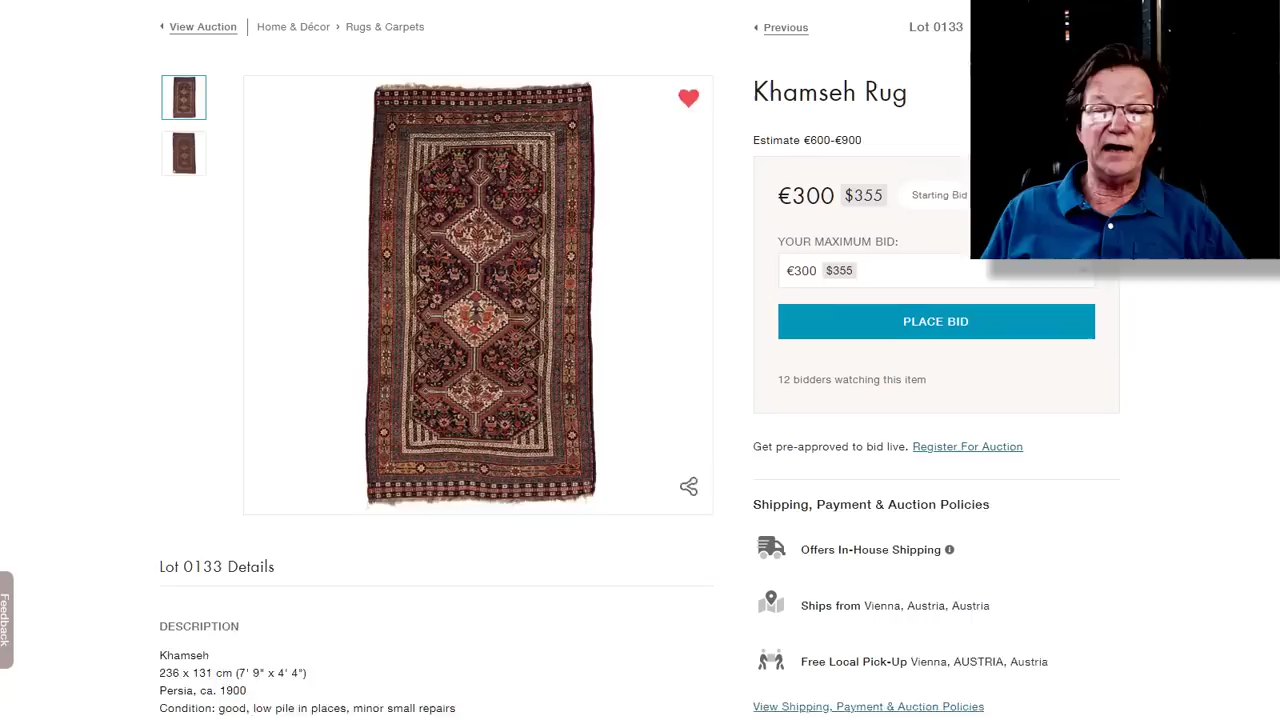 View Auction
Home & Décor › Rugs & Carpets
Previous
Lot 0133
Khamseh Rug
Estimate €600-€900
€300 $355 Starting Bid
YOUR MAXIMUM BID:
€300 $355
PLACE BID
12 bidders watching this item
Get pre-approved to bid live. Register For Auction
Shipping, Payment & Auction Policies
Offers In-House Shipping
Ships from Vienna, Austria, Austria
Free Local Pick-Up Vienna, AUSTRIA, Austria
View Shipping, Payment & Auction Policies
Lot 0133 Details
DESCRIPTION
Khamseh
236 x 131 cm (7' 9" x 4' 4")
Persia, ca. 1900
Condition: good, low pile in places, minor small repairs
Feedback